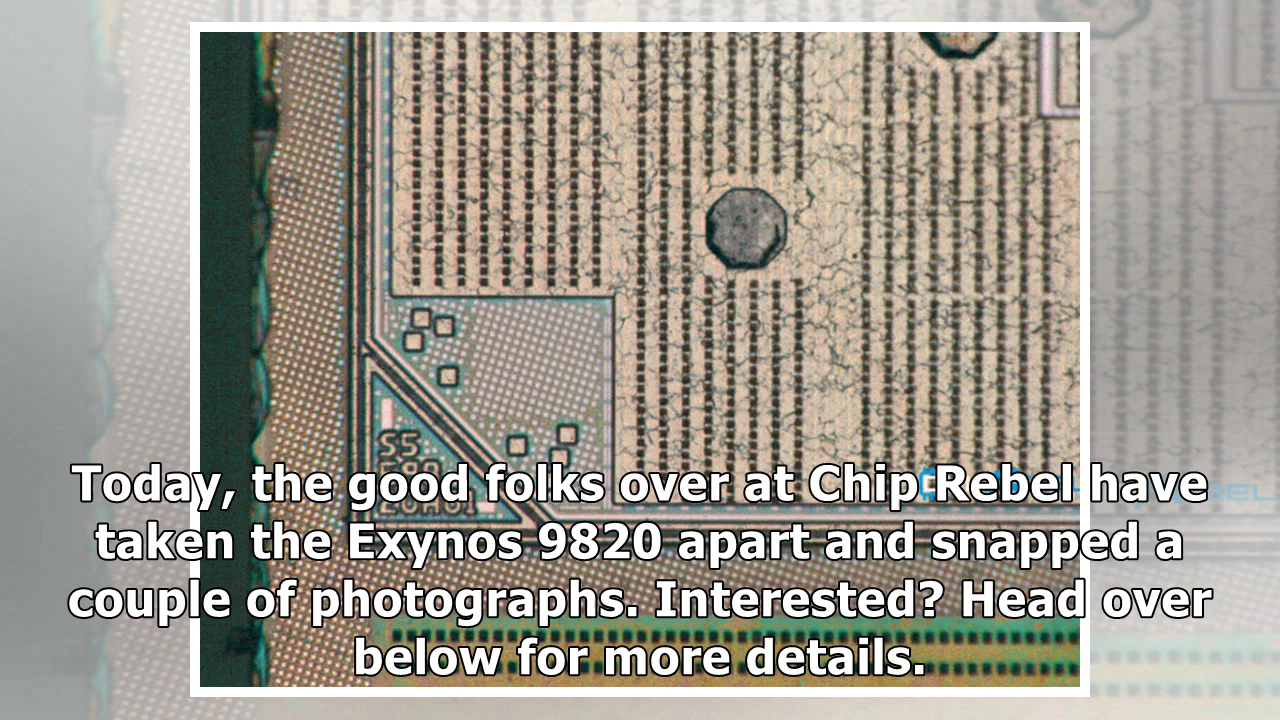 S5
Today, the good folks over at Chip Rebel have
taken the Exynos 9820 apart and snapped a
couple of photographs. Interested? Head over
below for more details.